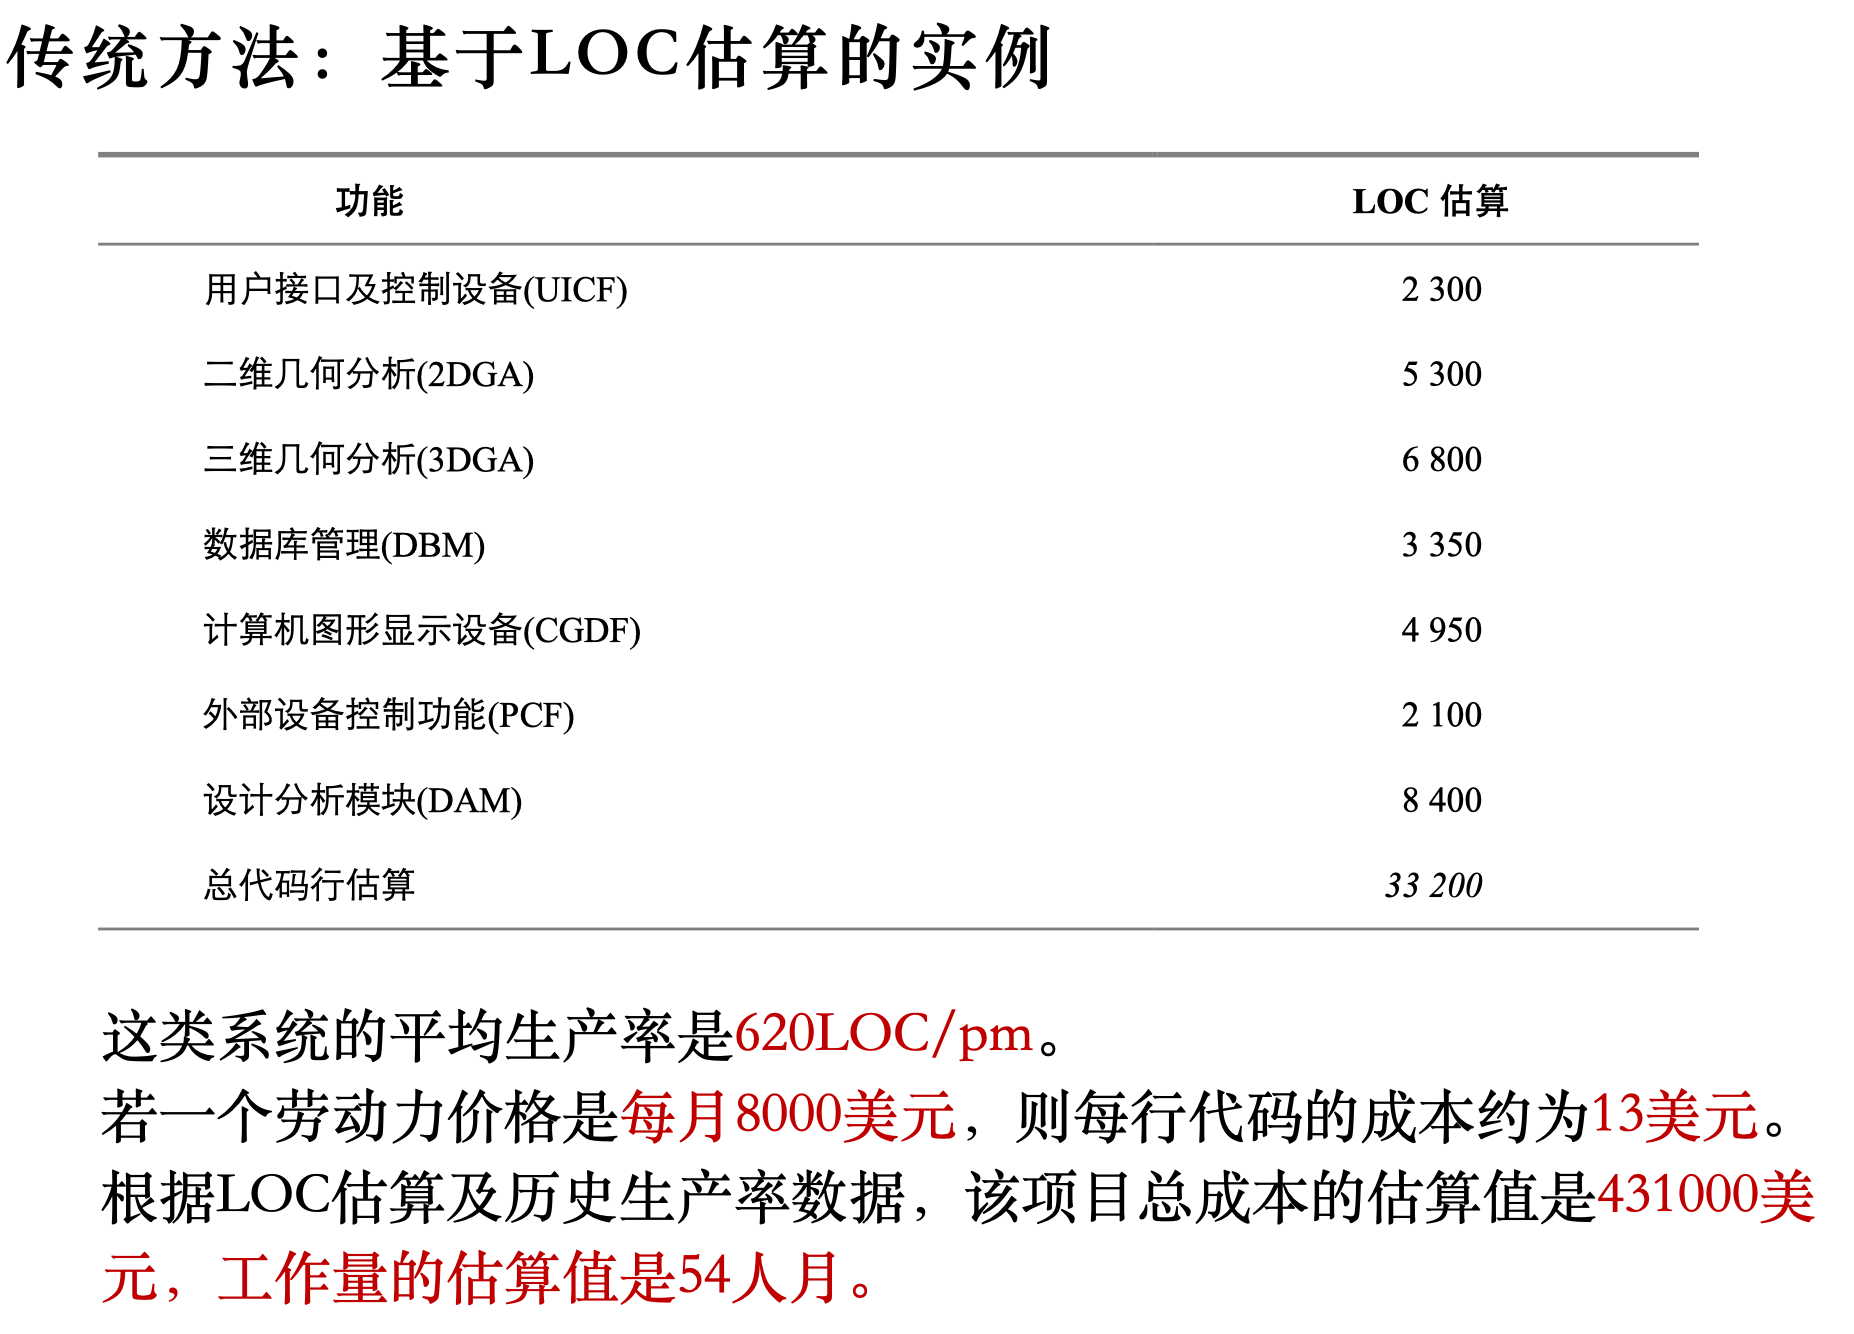 传统方法：基于LOC估算的实例
功能 LOC 估算
用户接口及控制设备(UICF) 2 300
二维几何分析(2DGA) 5 300
三维几何分析(3DGA) 6 800
数据库管理(DBM) 3 350
计算机图形显示设备(CGDF) 4 950
外部设备控制功能(PCF) 2 100
设计分析模块(DAM) 8 400
总代码行估算 33 200
这类系统的平均生产率是620LOC/pm。
若一个劳动力价格是每月8000美元，则每行代码的成本约为13美元。
根据LOC估算及历史生产率数据，该项目总成本的估算值是431000美
元，工作量的估算值是54人月。